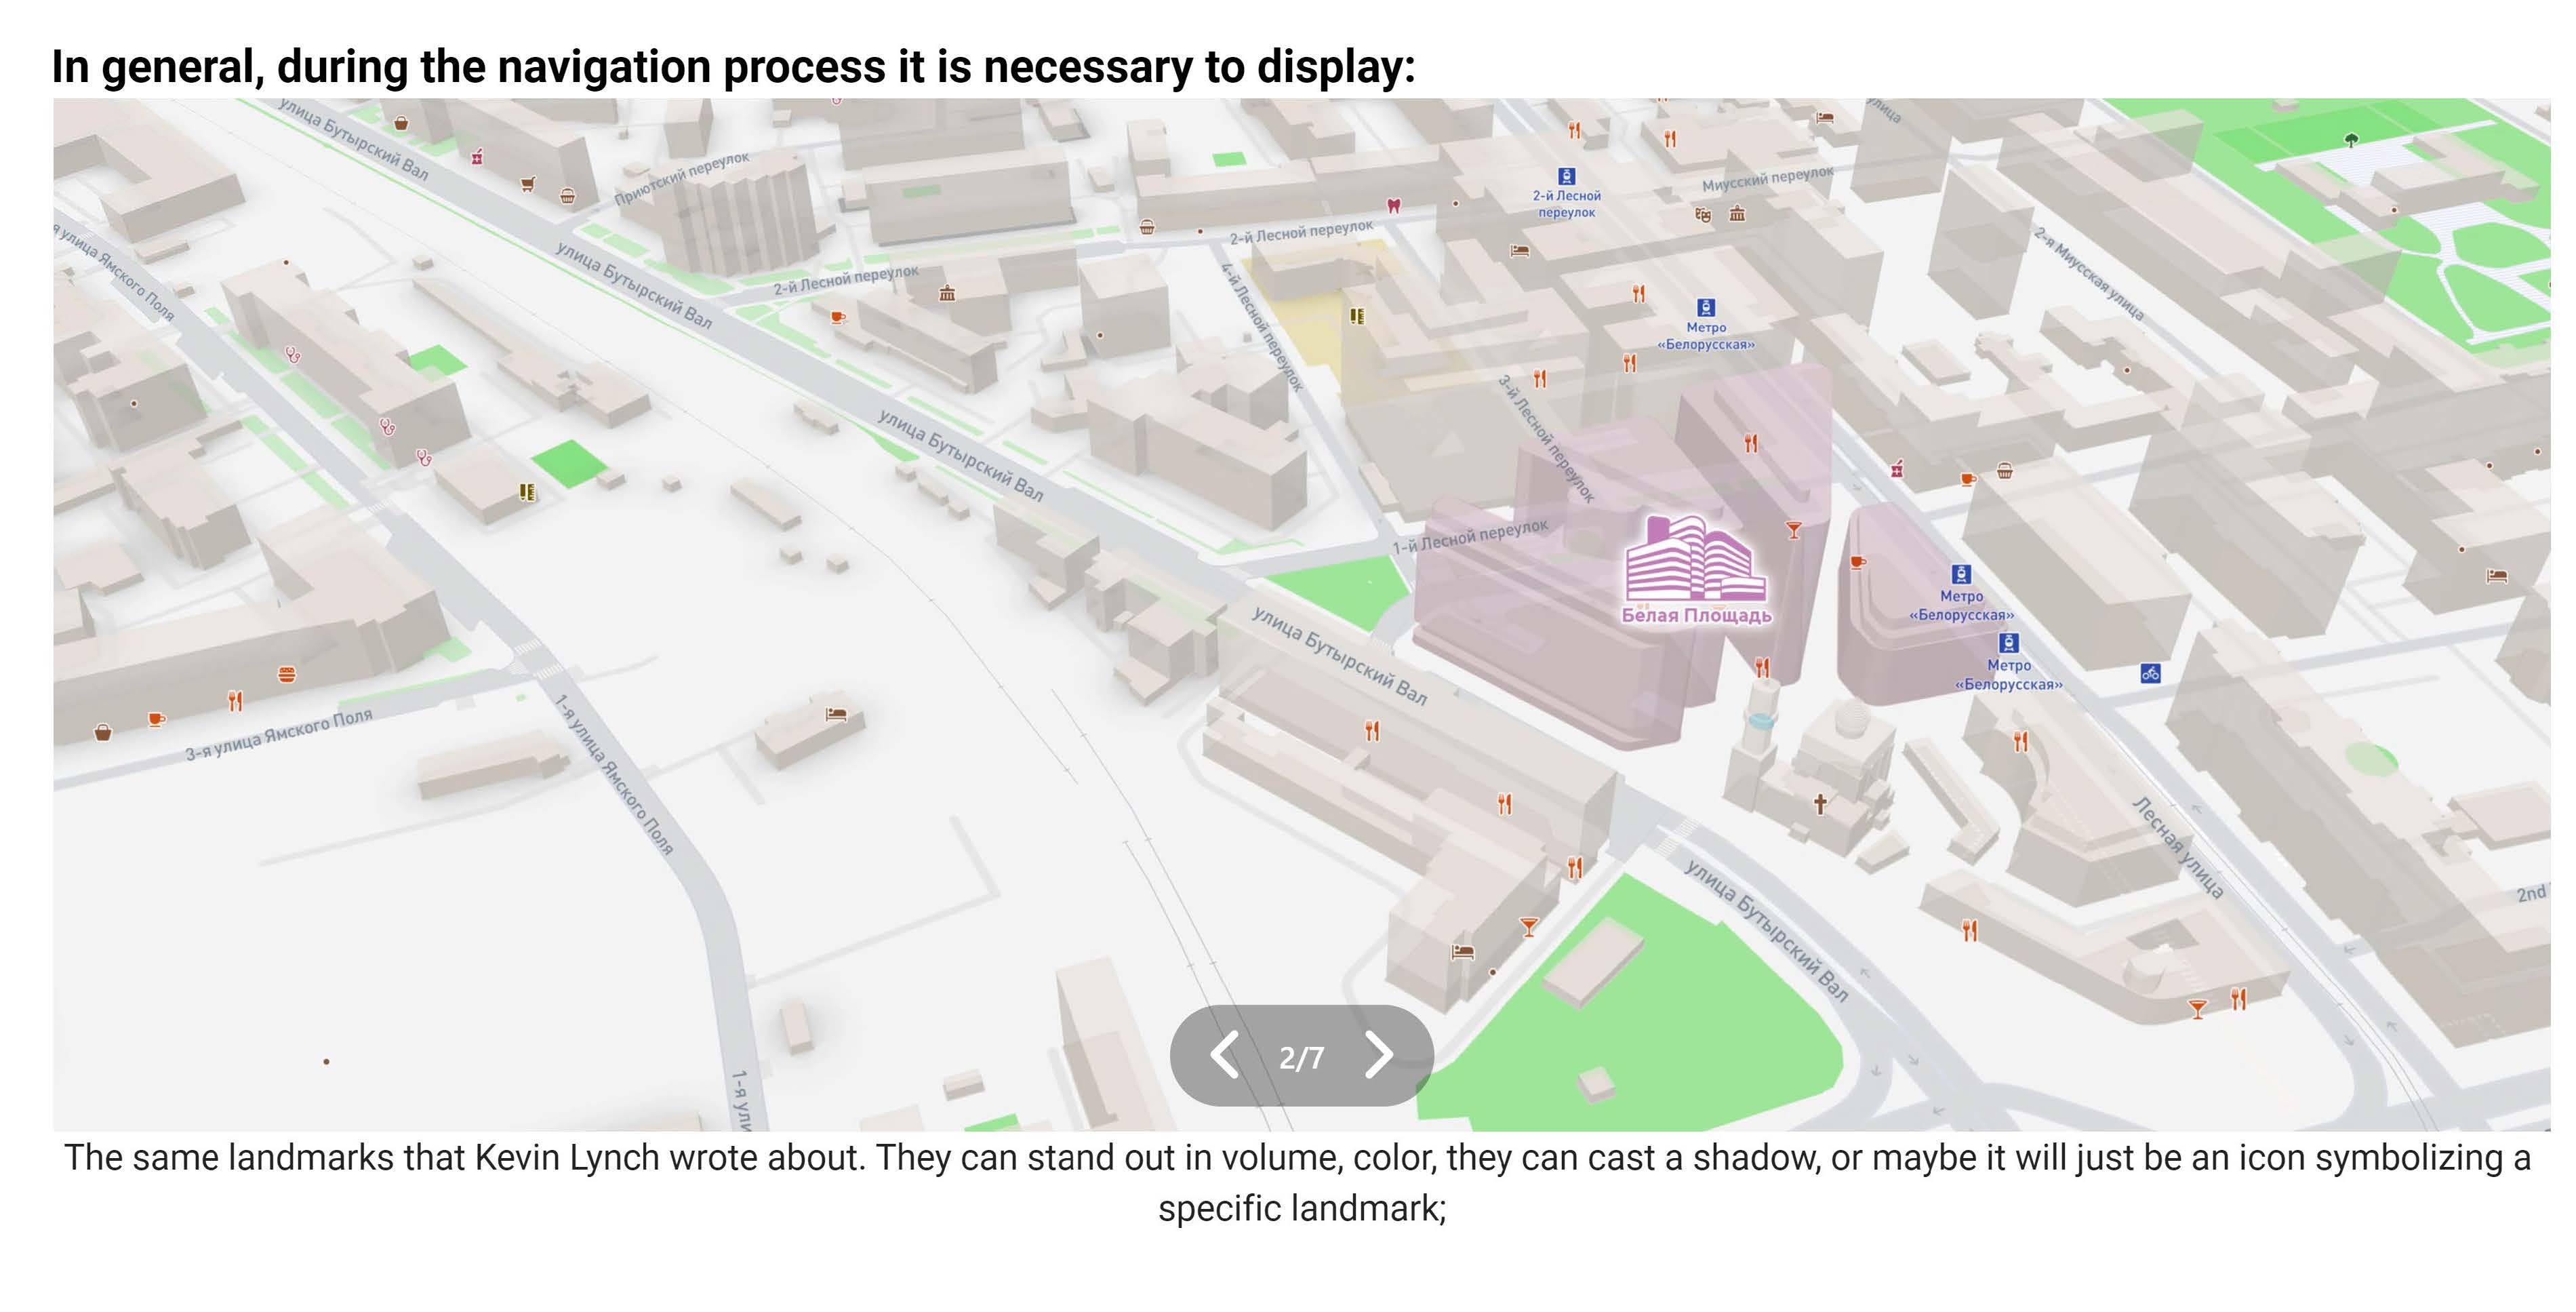 In general, during the navigation process it is necessary to display:
улица Бутырский Вал
улица
Приютский переулок
Миусский переулок
2-й Лесной
переулок
2-й Лесной переулок
я улица Ямского Поля
улица Бутырский Вал
2-й Лесной переулок
4-й Лесной переулок
2-я Миусская улица
Метро
«Белорусская»
3-й Лесной переулок
улица Бутырский Вал
1-й Лесной переулок
Белая Площадь
Метро
«Белорусская»
Метро
«Белорусская»
улица Бутырский Вал
3-я улица Ямского Поля
1-я улица Ямского Поля
Лесная улица
улица Бутырский Вал
2nd
1-я ули
2/7
The same landmarks that Kevin Lynch wrote about. They can stand out in volume, color, they can cast a shadow, or maybe it will just be an icon symbolizing a
specific landmark;